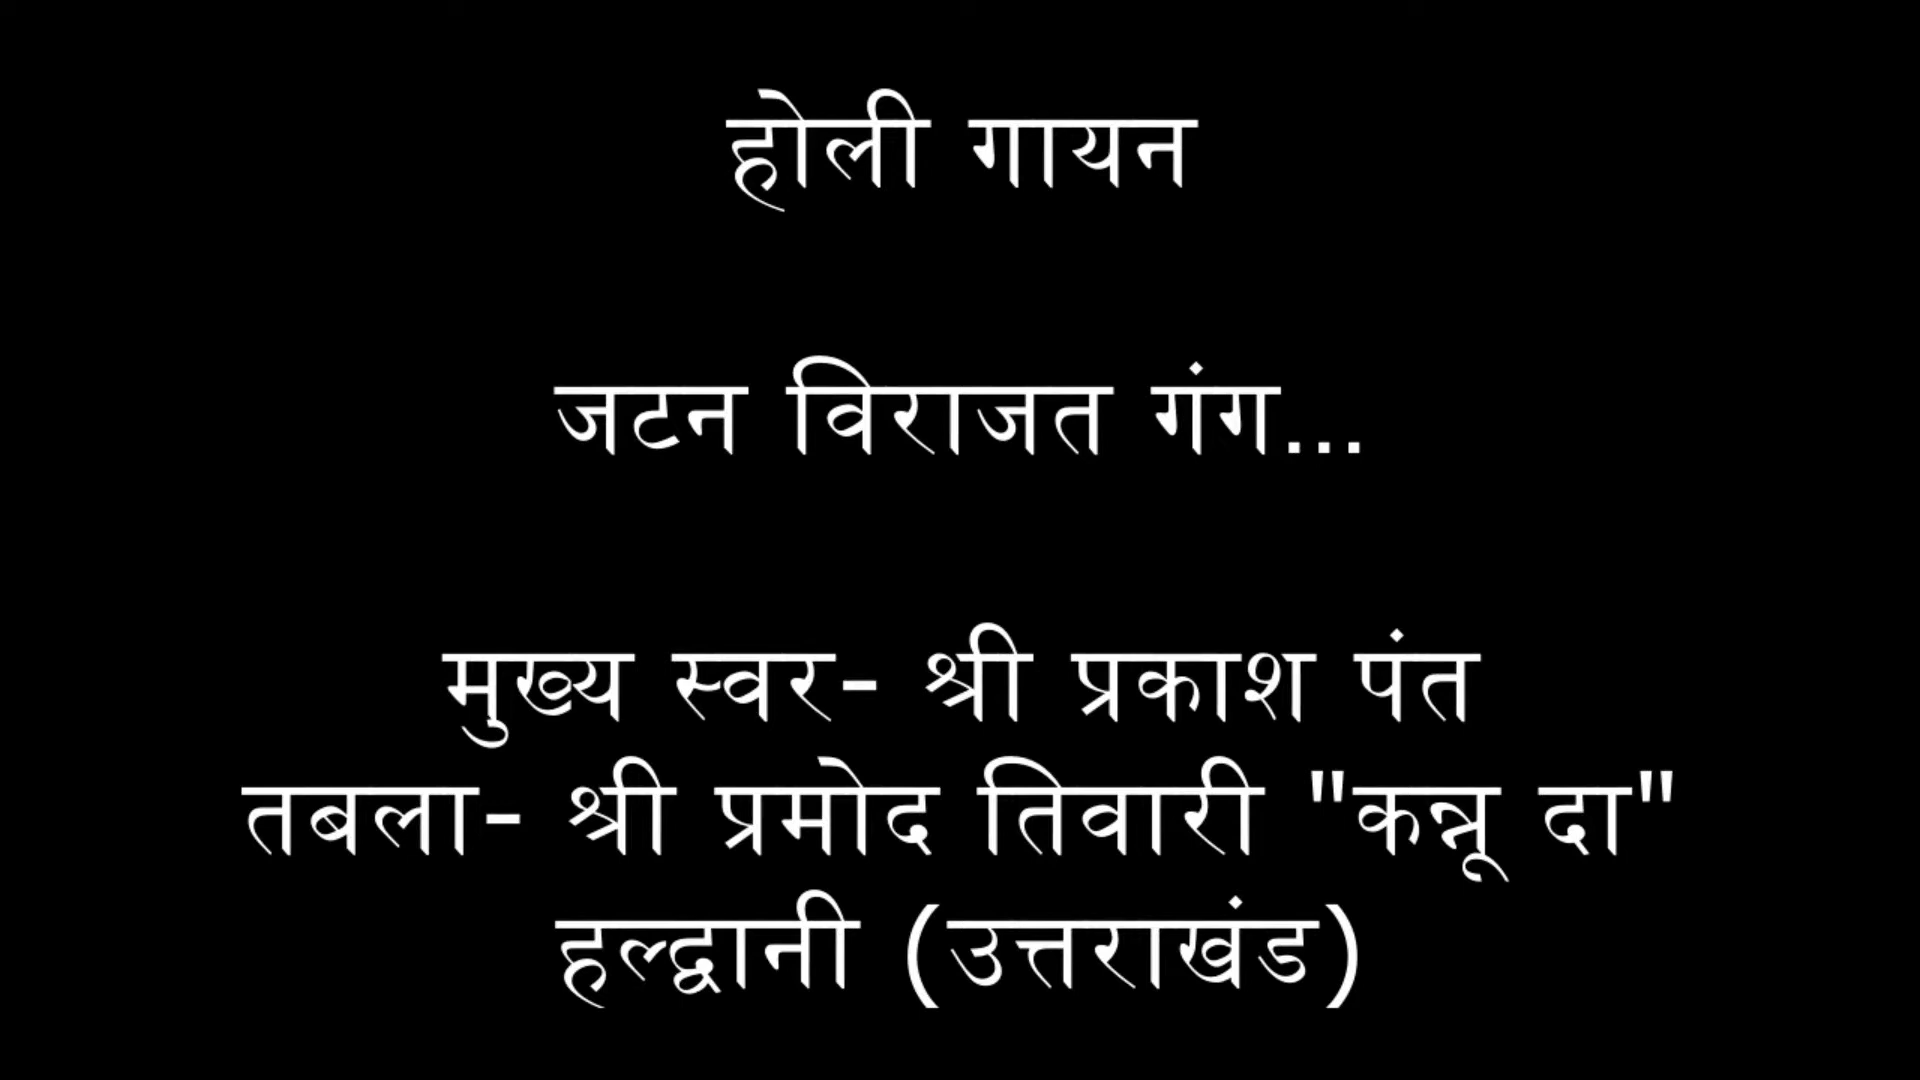 होली गायन
जटन विराजत गंग...
मुख्य स्वर- श्री प्रकाश पंत
तबला- श्री प्रमोद तिवारी "कन्नू दा"
हल्द्वानी (उत्तराखंड)